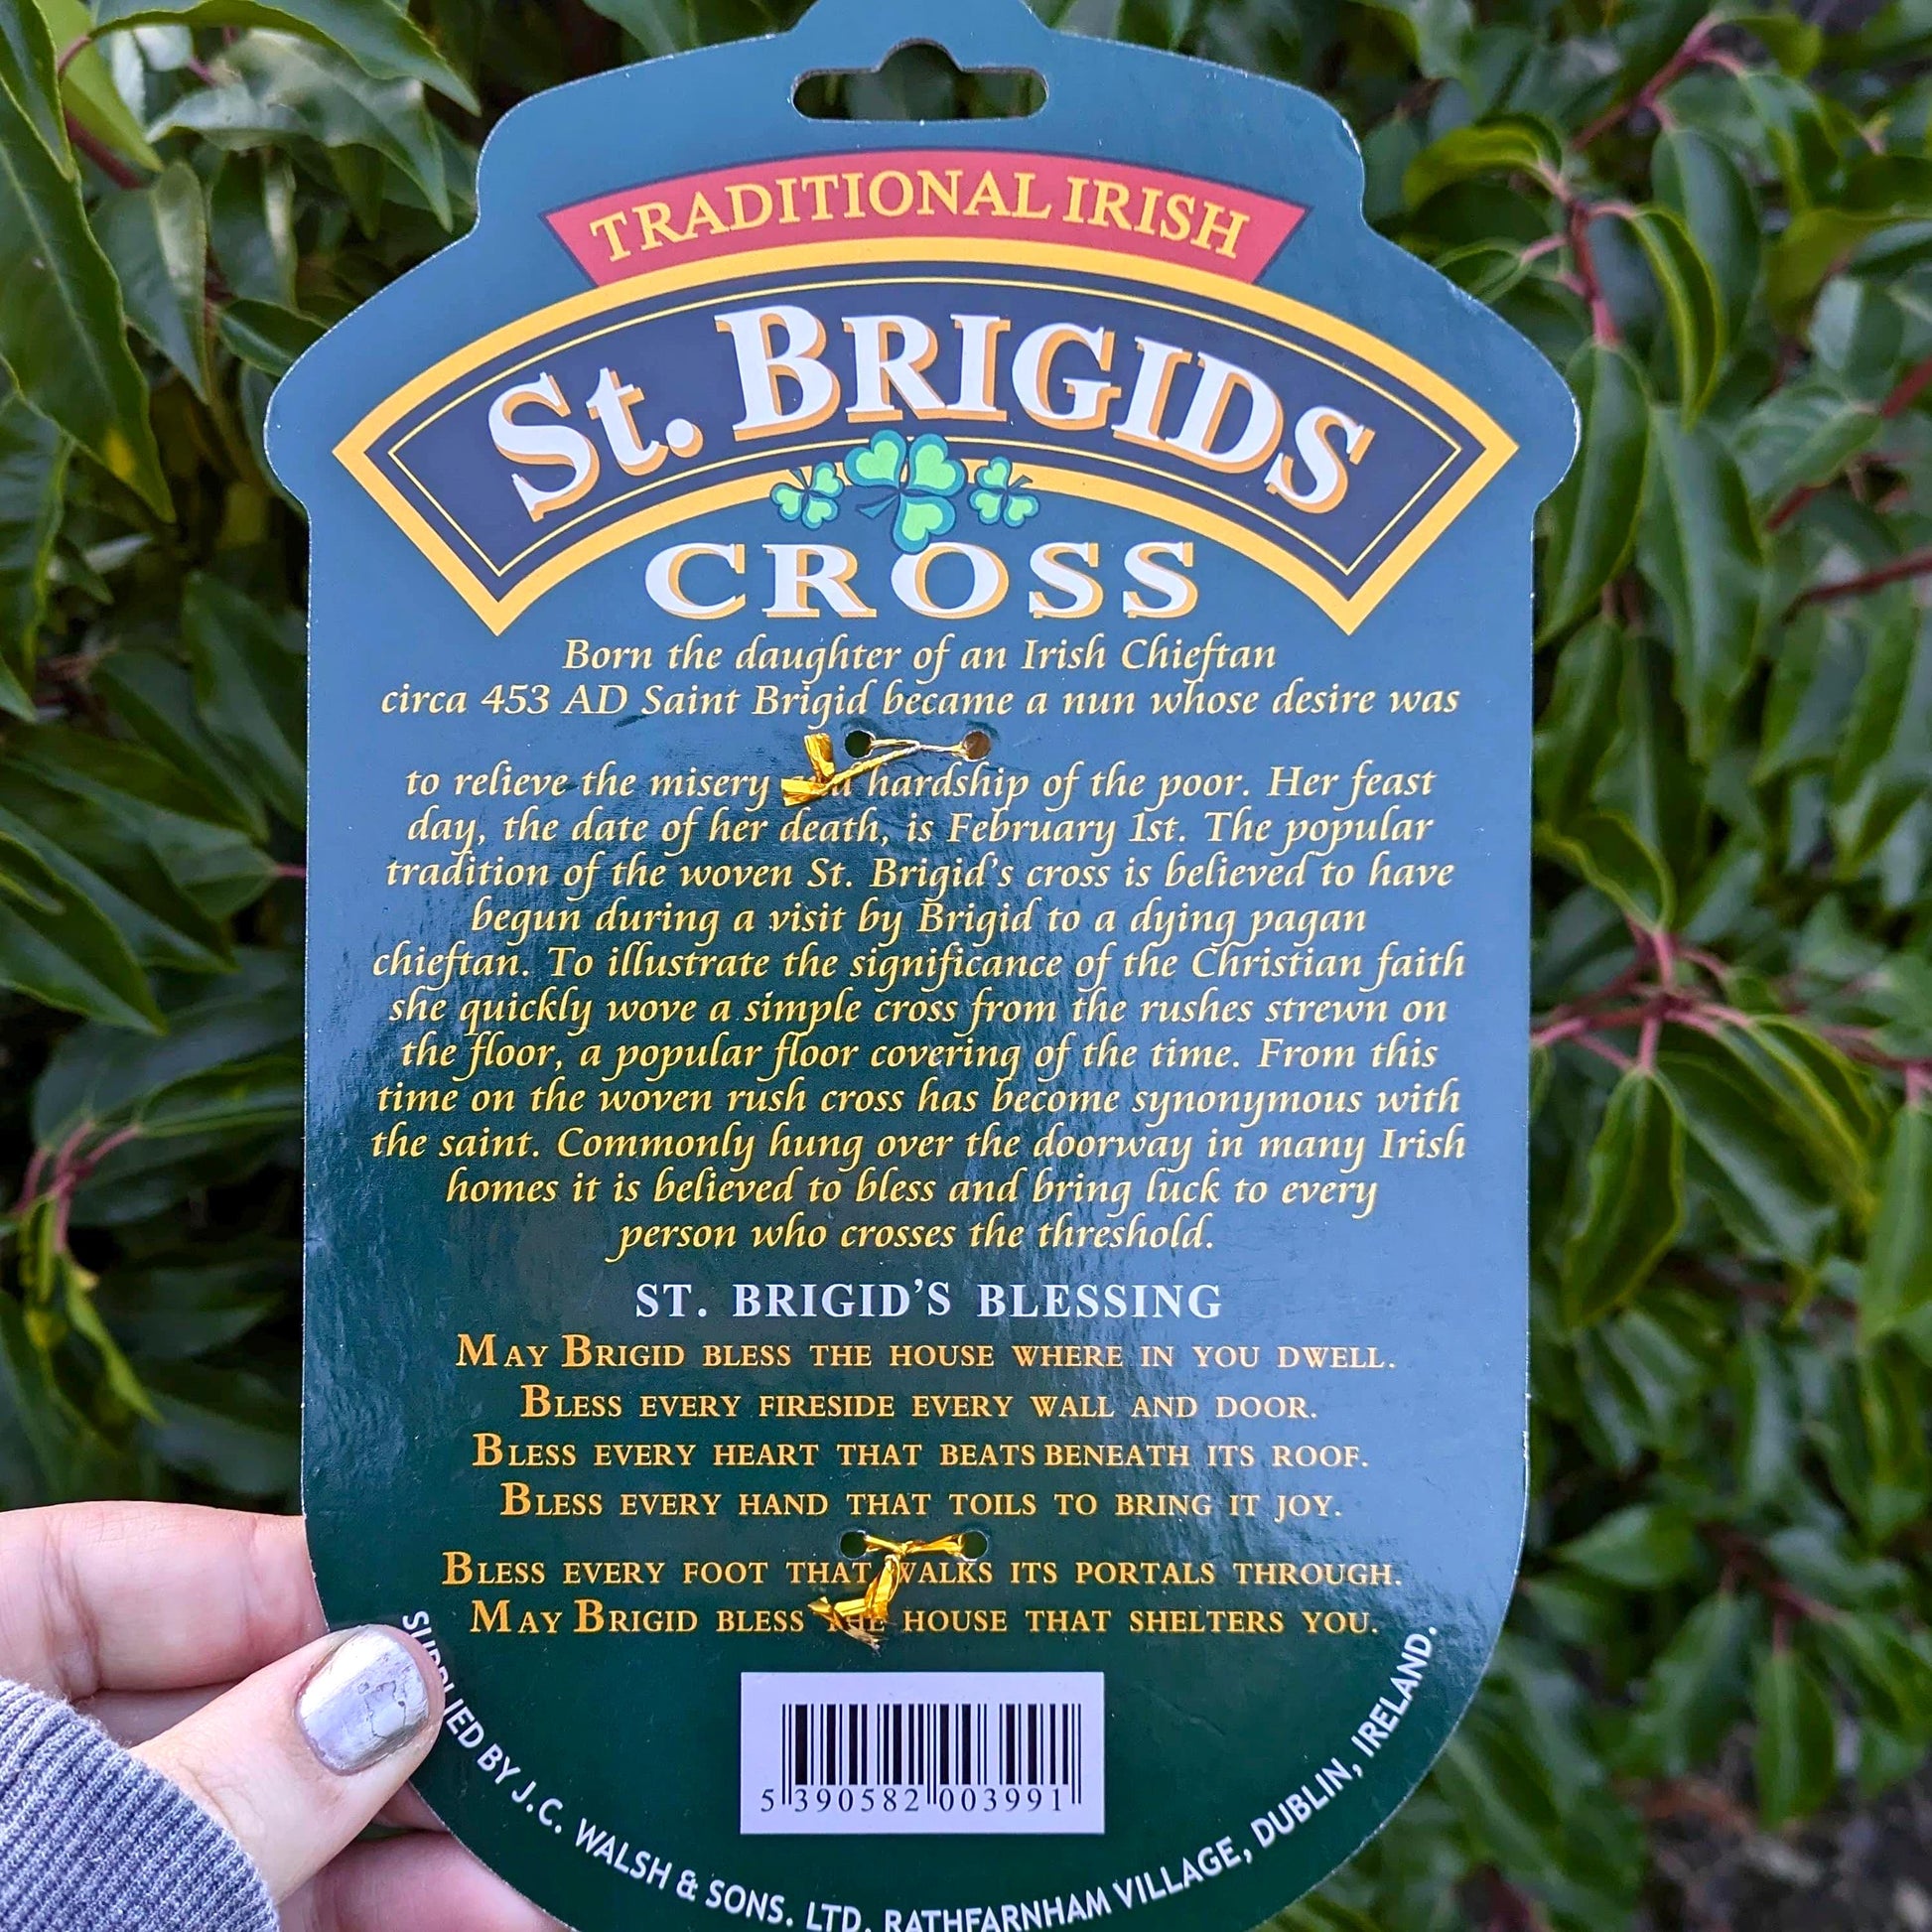 TRADITIONAL IRISH
St. BRIGIDS
CROSS
Born the daughter of an Irish Chieftan
circa 453 AD Saint Brigid became a nun whose desire was
to relieve the misery hardship of the poor. Her feast
day, the date of her death, is February 1st. The popular
tradition of the woven St. Brigid's cross is believed to have
begun during a visit by Brigid to a dying pagan
chieftan. To illustrate the significance of the Christian faith
she quickly wove a simple cross from the rushes strewn on
the floor, a popular floor covering of the time. From this
time on the woven rush cross has become synonymous with
the saint. Commonly hung over the doorway in many Irish
homes it is believed to bless and bring luck to every
person who crosses the threshold.
ST. BRIGID'S BLESSING
MAY BRIGID BLESS THE HOUSE WHERE IN YOU DWELL.
BLESS EVERY FIRESIDE EVERY WALL AND DOOR.
BLESS EVERY HEART THAT BEATS BENEATH ITS ROOF.
BLESS EVERY HAND THAT TOILS TO BRING IT JOY.
BLESS EVERY FOOT THAT WALKS ITS PORTALS THROUGH.
MAY BRIGID BLESS THE HOUSE THAT SHELTERS YOU.
5 390582 003991
SUPPLIED BY J.C. WALSH & SONS. LTD. RATHFARNHAM VILLAGE, DUBLIN, IRELAND.